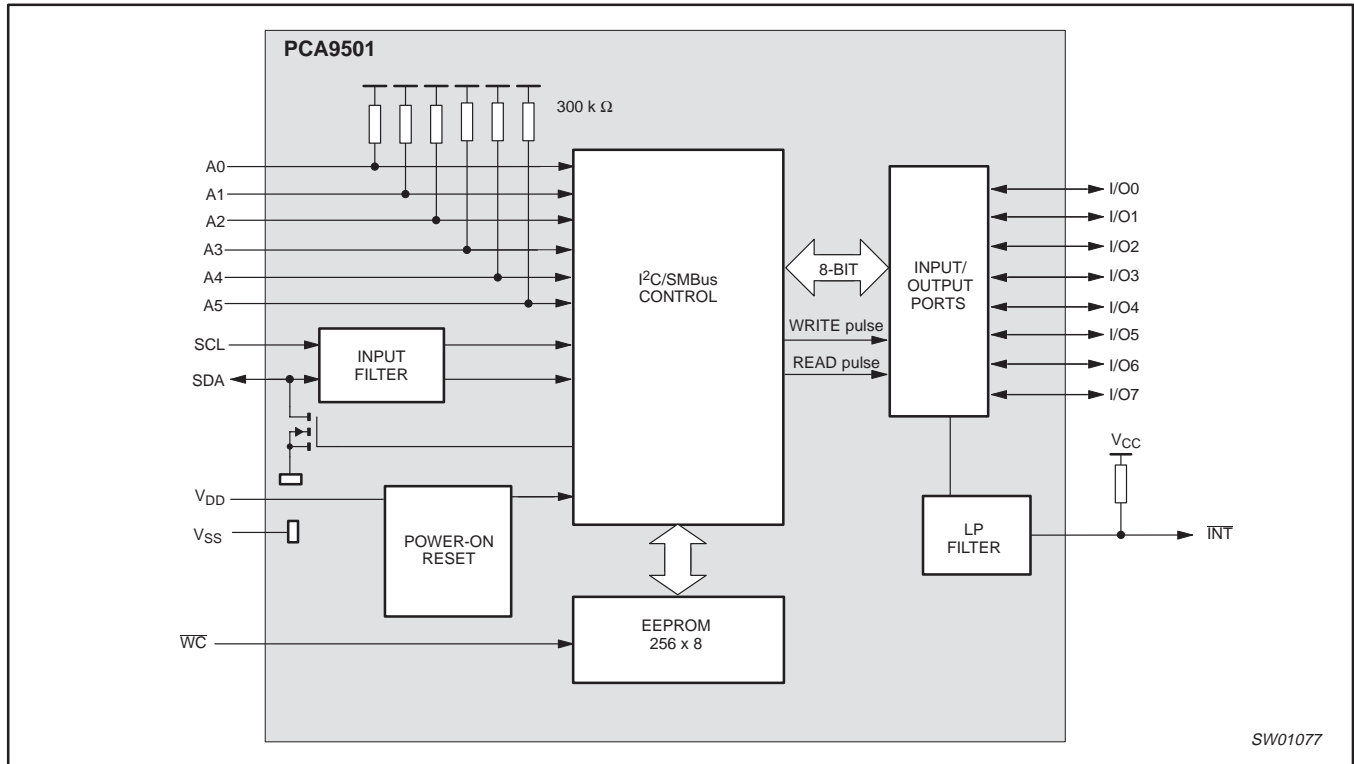 PCA9501
300 k Ω
A0
A1
A2
A3
A4
A5
SCL
SDA
VDD
VSS
WC
INPUT
FILTER
POWER-ON
RESET
I2C/SMBus
CONTROL
EEPROM
256 x 8
8-BIT
WRITE pulse
READ pulse
INPUT/
OUTPUT
PORTS
I/O0
I/O1
I/O2
I/O3
I/O4
I/O5
I/O6
I/O7
VCC
LP
FILTER
INT
SW01077